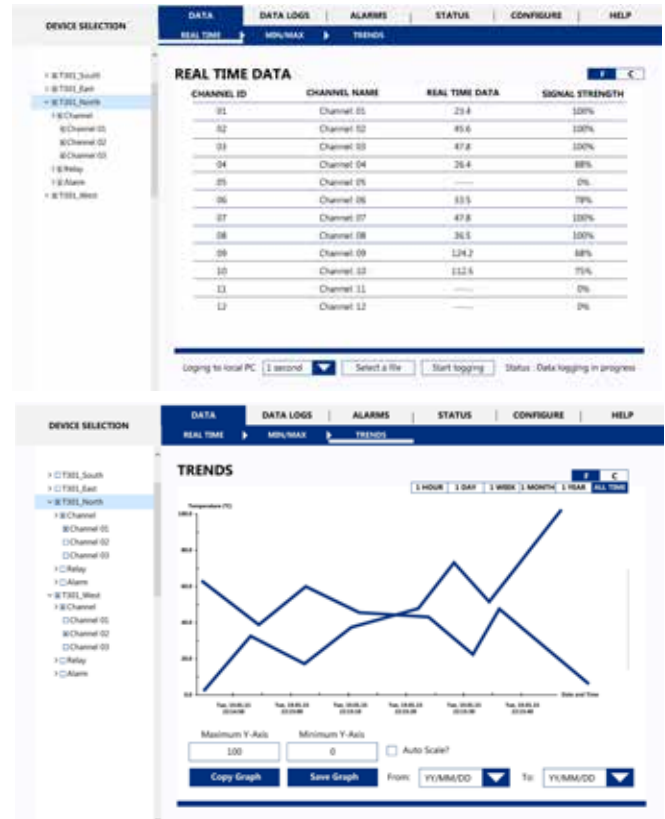 DEVICE SELECTION
DATA DATA LOGS | ALARMS | STATUS | CONFIGURE | HELP
REAL TIME MIN/MAX TRENDS
T301_South
T301_East
T301_North
Channel
Channel 01
Channel 02
Channel 03
Relay
Alarm
T301_West
REAL TIME DATA
F C
CHANNEL ID CHANNEL NAME REAL TIME DATA SIGNAL STRENGTH
01 Channel 01 23.4 100%
02 Channel 02 45.6 100%
03 Channel 03 47.8 100%
04 Channel 04 26.4 88%
05 Channel 05 ------ 0%
06 Channel 06 33.5 78%
07 Channel 07 47.8 100%
08 Channel 08 36.5 100%
09 Channel 09 124.2 68%
10 Channel 10 112.6 75%
11 Channel 11 ------ 0%
12 Channel 12 ------ 0%
Loging to local PC 1 second Select a file Start logging Status : Data logging in progress
DEVICE SELECTION
DATA DATA LOGS | ALARMS | STATUS | CONFIGURE | HELP
REAL TIME MIN/MAX TRENDS
T301_South
T301_East
T301_North
Channel
Channel 01
Channel 02
Channel 03
Relay
Alarm
T301_West
Channel
Channel 01
Channel 02
Channel 03
Relay
Alarm
TRENDS
F C
1 HOUR 1 DAY 1 WEEK 1 MONTH 1 YEAR ALL TIME
Temperature (°C)
100.0
80.0
60.0
40.0
20.0
0.0
Date and Time
Maximum Y-Axis Minimum Y-Axis
100 0 Auto Scale?
Copy Graph Save Graph From: YY/MM/DD To: YY/MM/DD